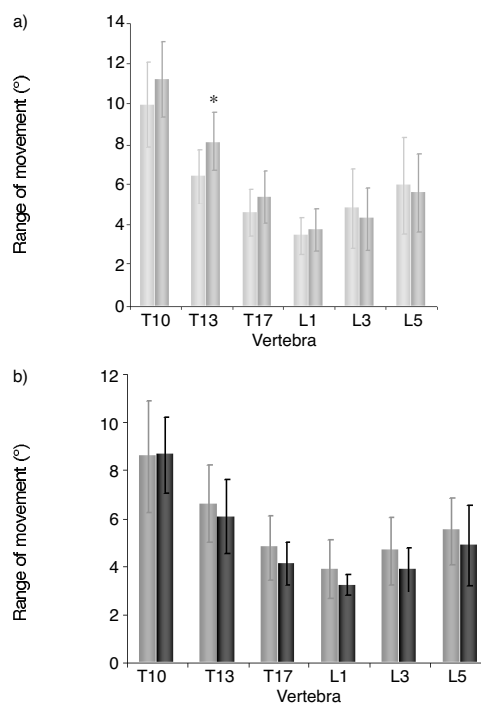 a)
Range of movement (°)
14
12
10
8
6
4
2
0
*
T10 T13 T17 L1 L3 L5
Vertebra
b)
Range of movement (°)
12
10
8
6
4
2
0
T10 T13 T17 L1 L3 L5
Vertebra